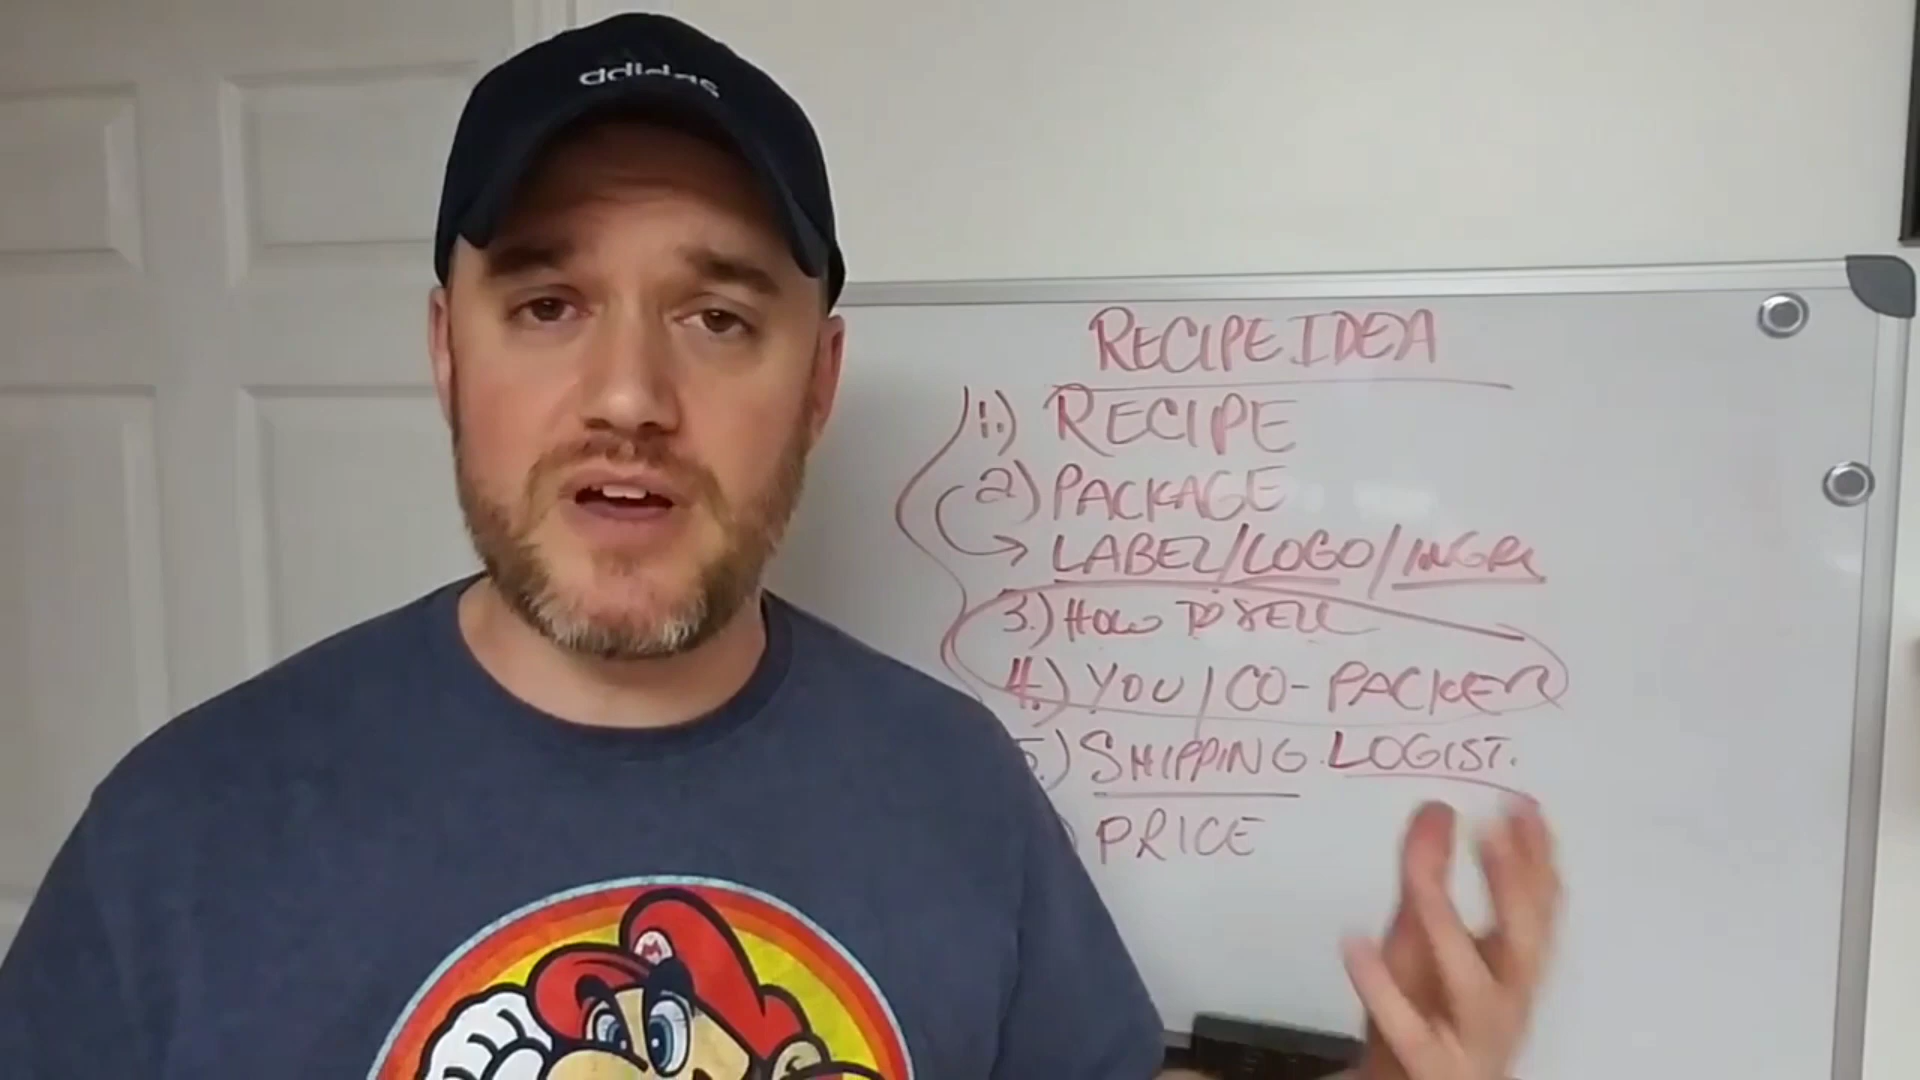 adidas
RECIPE IDEA
1.) RECIPE
2) PACKAGE
LABEL/LOGO/INGR
3.) HOW TO SELL
4.) YOU/CO-PACKER
5.) SHIPPING LOGIST.
) PRICE
M